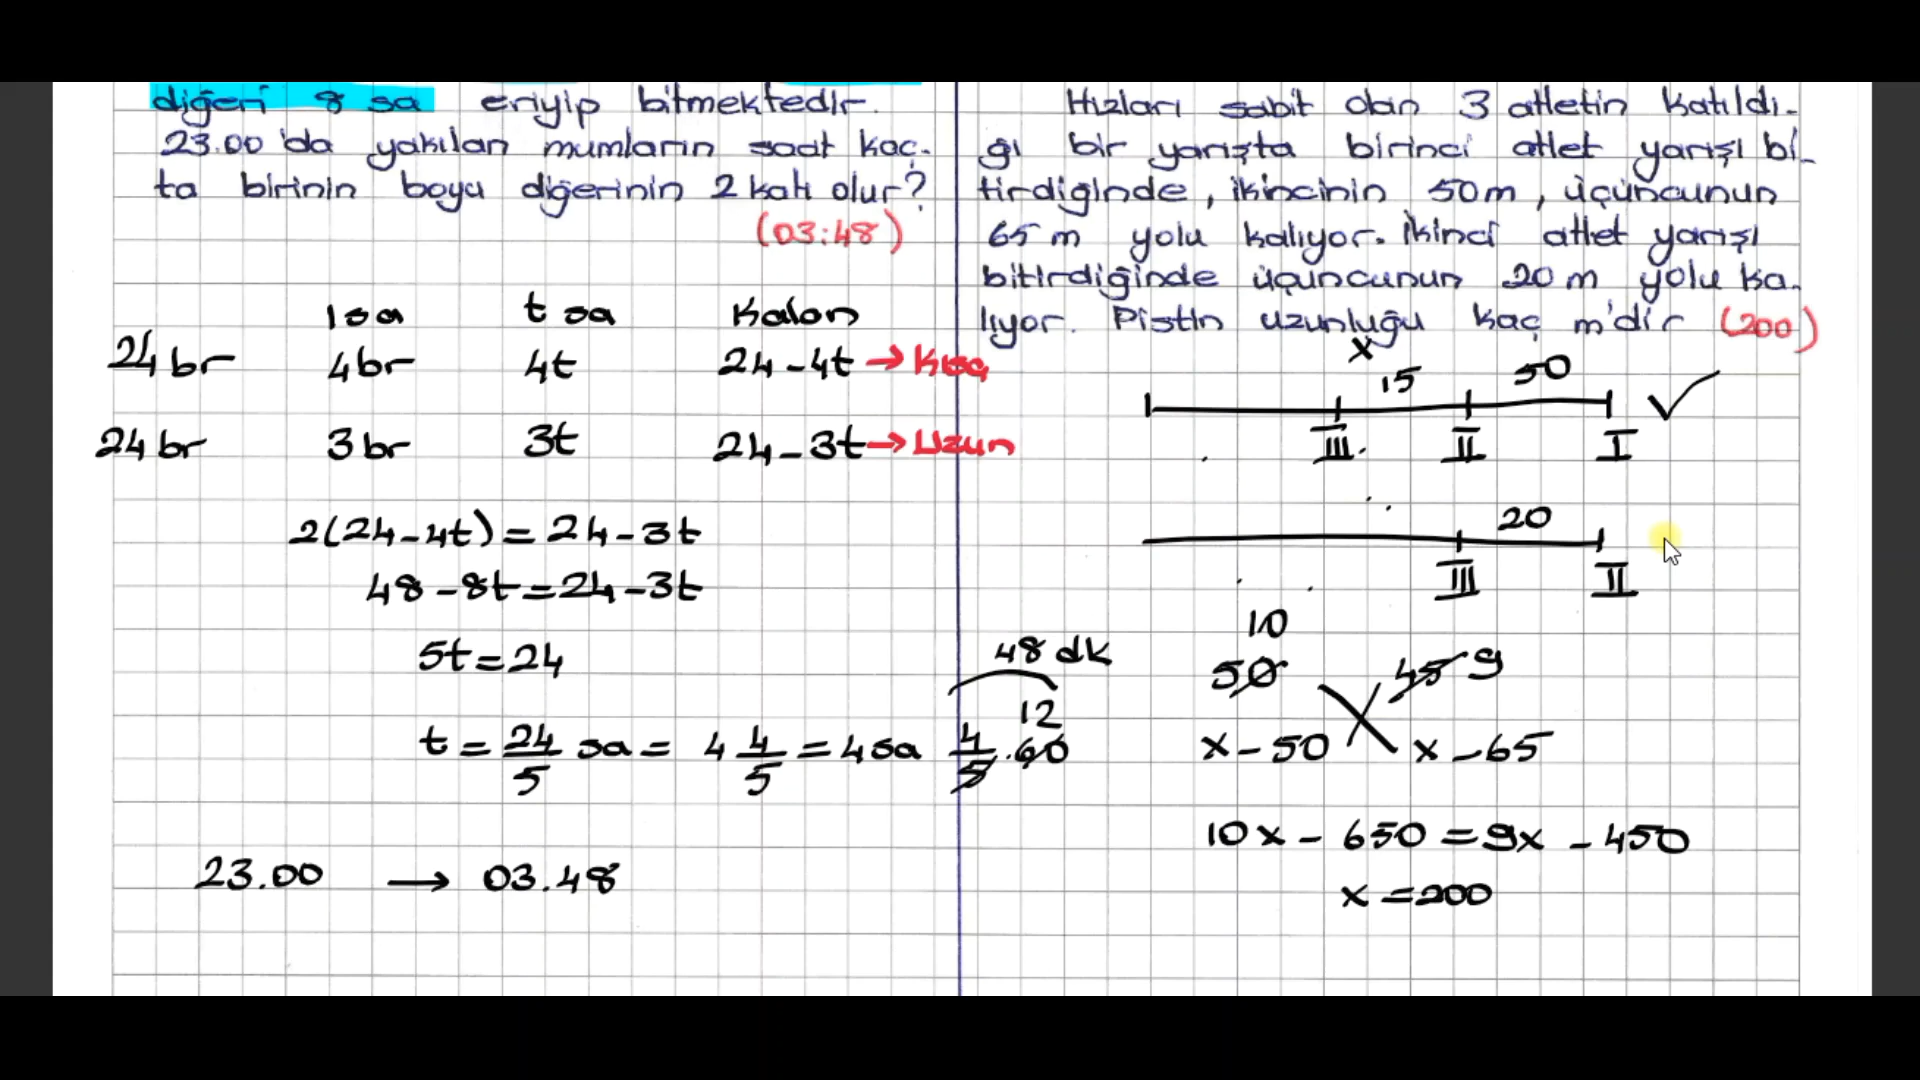 diğeri 8 sa eriyip bitmektedir.
23.00'da yakılan mumların saat kaç-
ta birinin boyu diğerinin 2 katı olur?
(03:48)
1 sa t sa Kalan
24 br 4br 4t 24-4t → Kısa
24 br 3br 3t 24-3t → Uzun
2(24-4t) = 24-3t
48-8t = 24-3t
5t = 24
t = 24/5 sa = 4 4/5 = 4 sa 4/5 . 60 12 48 dk
23.00 → 03.48
Hızları sabit olan 3 atletin katıldı-
ğı bir yarışta birinci atlet yarışı bi-
tirdiğinde, ikincinin 50m, üçüncünün
65 m yolu kalıyor. İkinci atlet yarışı
bitirdiğinde üçüncünün 20 m yolu ka-
lıyor. Pistin uzunluğu kaç m'dir (200)
x
15 50
III II I
20
III II
10
50 45 9
x-50 x-65
10x - 650 = 9x - 450
x = 200